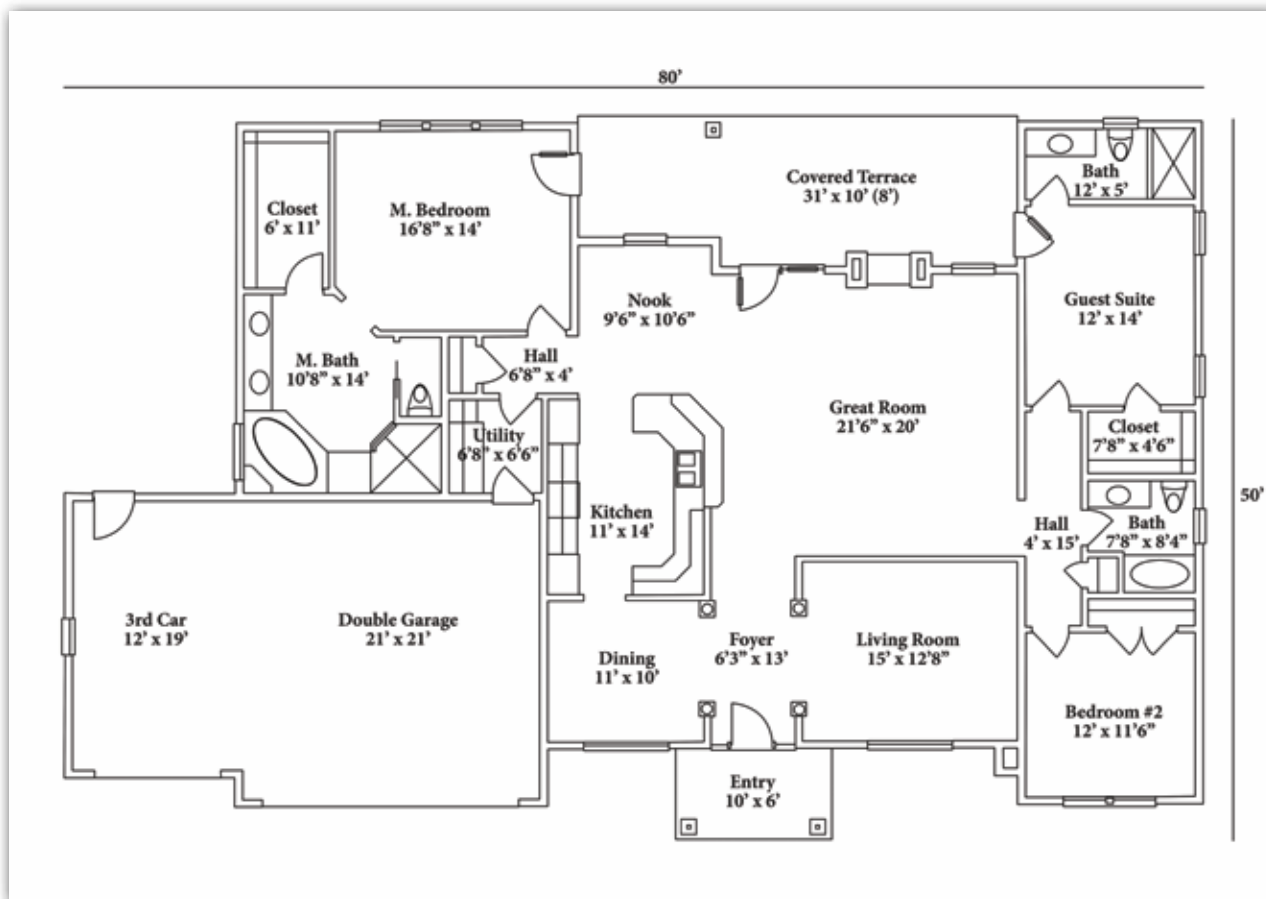 80’
Covered Terrace
31’ x 10’ (8’)
Bath
12’ x 5’
Closet
6’ x 11’
M. Bedroom
16’8” x 14’
Nook
9’6” x 10’6”
Guest Suite
12’ x 14’
M. Bath
10’8” x 14’
Hall
6’8” x 4’
Great Room
21’6” x 20’
Utility
6’8” x 6’6”
Closet
7’8” x 4’6”
50’
Kitchen
11’ x 14’
Hall
4’ x 15’
Bath
7’8” x 8’4”
3rd Car
12’ x 19’
Double Garage
21’ x 21’
Dining
11’ x 10’
Foyer
6’3” x 13’
Living Room
15’ x 12’8”
Bedroom #2
12’ x 11’6”
Entry
10’ x 6’